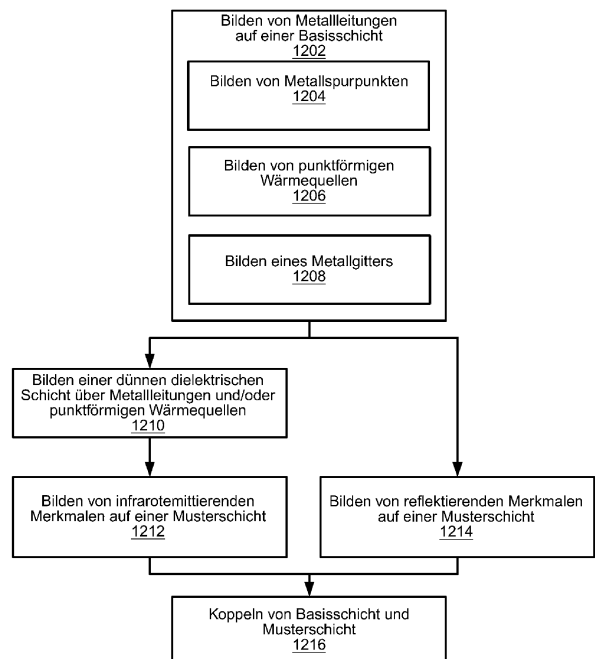 Bilden von Metallleitungen
auf einer Basisschicht
1202
Bilden von Metallspurpunkten
1204
Bilden von punktförmigen
Wärmequellen
1206
Bilden eines Metallgitters
1208
Bilden einer dünnen dielektrischen
Schicht über Metallleitungen und/oder
punktförmigen Wärmequellen
1210
Bilden von infrarotemittierenden
Merkmalen auf einer Musterschicht
1212
Bilden von reflektierenden Merkmalen
auf einer Musterschicht
1214
Koppeln von Basisschicht und
Musterschicht
1216